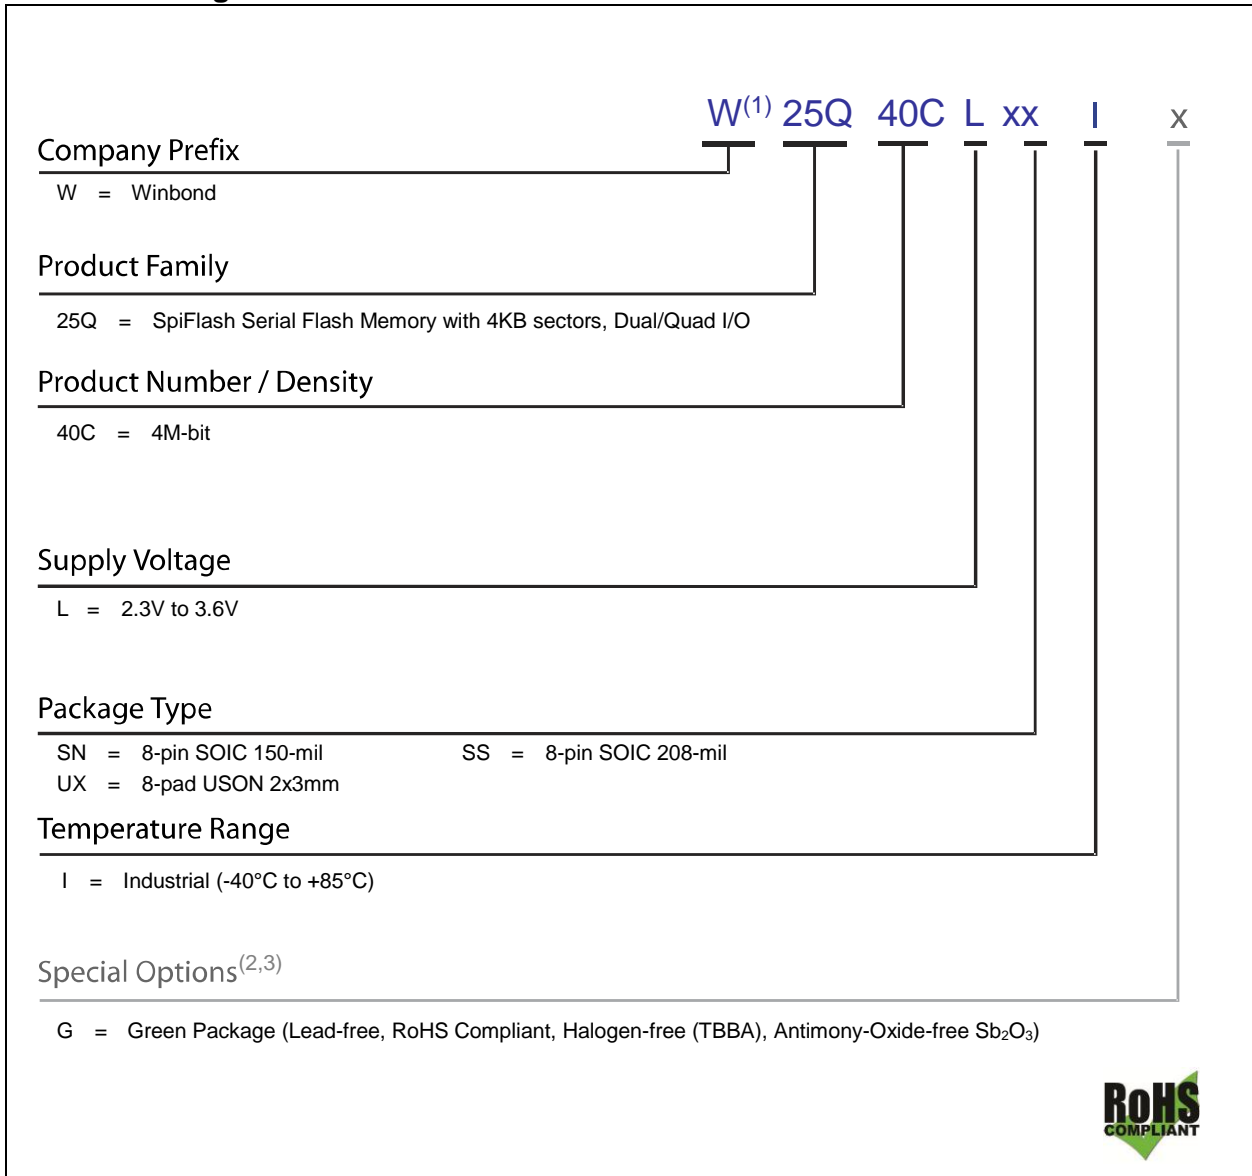 W(1) 25Q 40C L xx I x
Company Prefix
W = Winbond
Product Family
25Q = SpiFlash Serial Flash Memory with 4KB sectors, Dual/Quad I/O
Product Number / Density
40C = 4M-bit
Supply Voltage
L = 2.3V to 3.6V
Package Type
SN = 8-pin SOIC 150-mil SS = 8-pin SOIC 208-mil
UX = 8-pad USON 2x3mm
Temperature Range
I = Industrial (-40°C to +85°C)
Special Options(2,3)
G = Green Package (Lead-free, RoHS Compliant, Halogen-free (TBBA), Antimony-Oxide-free Sb₂O₃)
RoHS
COMPLIANT